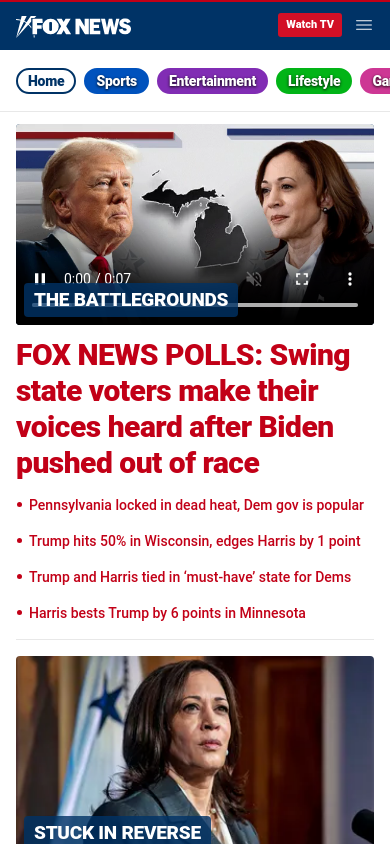 FOX NEWS
Watch TV
Home
Sports
Entertainment
Lifestyle
Ga
0:00 / 0:07
THE BATTLEGROUNDS
FOX NEWS POLLS: Swing
state voters make their
voices heard after Biden
pushed out of race
• Pennsylvania locked in dead heat, Dem gov is popular
• Trump hits 50% in Wisconsin, edges Harris by 1 point
• Trump and Harris tied in ‘must-have’ state for Dems
• Harris bests Trump by 6 points in Minnesota
STUCK IN REVERSE